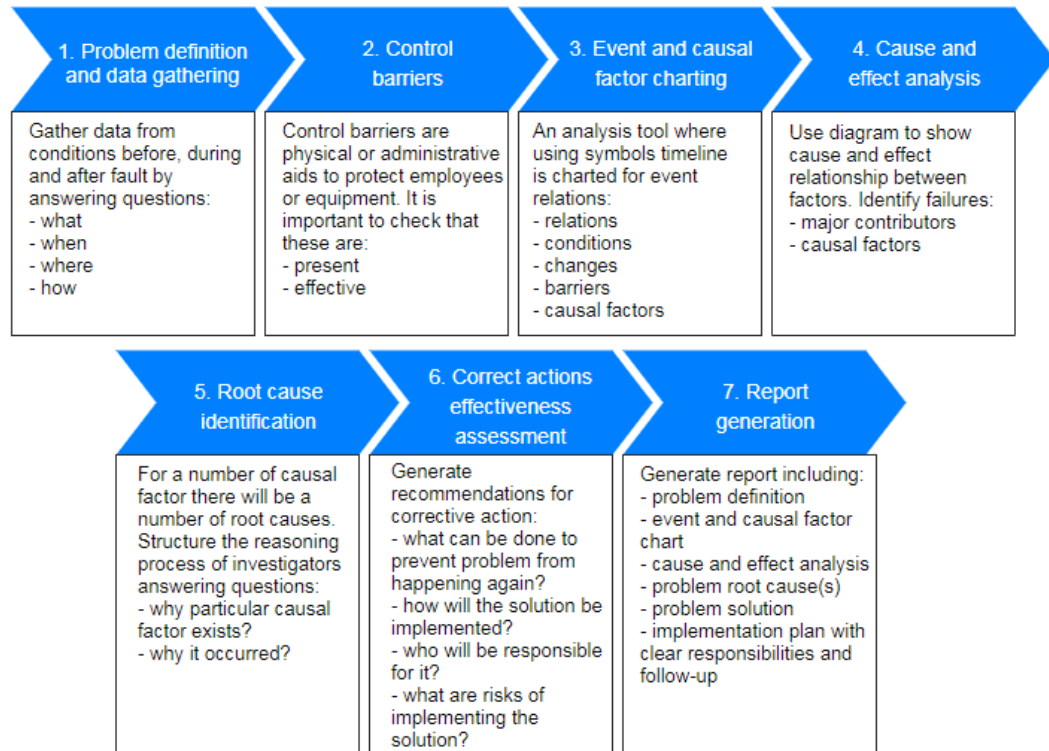 1. Problem definition
and data gathering
Gather data from
conditions before, during
and after fault by
answering questions:
- what
- when
- where
- how
2. Control
barriers
Control barriers are
physical or administrative
aids to protect employees
or equipment. It is
important to check that
these are:
- present
- effective
3. Event and causal
factor charting
An analysis tool where
using symbols timeline
is charted for event
relations:
- relations
- conditions
- changes
- barriers
- causal factors
4. Cause and
effect analysis
Use diagram to show
cause and effect
relationship between
factors. Identify failures:
- major contributors
- causal factors
5. Root cause
identification
For a number of causal
factor there will be a
number of root causes.
Structure the reasoning
process of investigators
answering questions:
- why particular causal
factor exists?
- why it occurred?
6. Correct actions
effectiveness
assessment
Generate
recommendations for
corrective action:
- what can be done to
prevent problem from
happening again?
- how will the solution be
implemented?
- who will be responsible
for it?
- what are risks of
implementing the
solution?
7. Report
generation
Generate report including:
- problem definition
- event and causal factor
chart
- cause and effect analysis
- problem root cause(s)
- problem solution
- implementation plan with
clear responsibilities and
follow-up